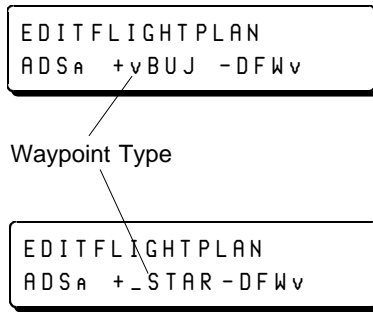 EDITFLIGHTPLAN
ADSA +vBUJ -DFWv
Waypoint Type
EDITFLIGHTPLAN
ADSA +_STAR-DFWv